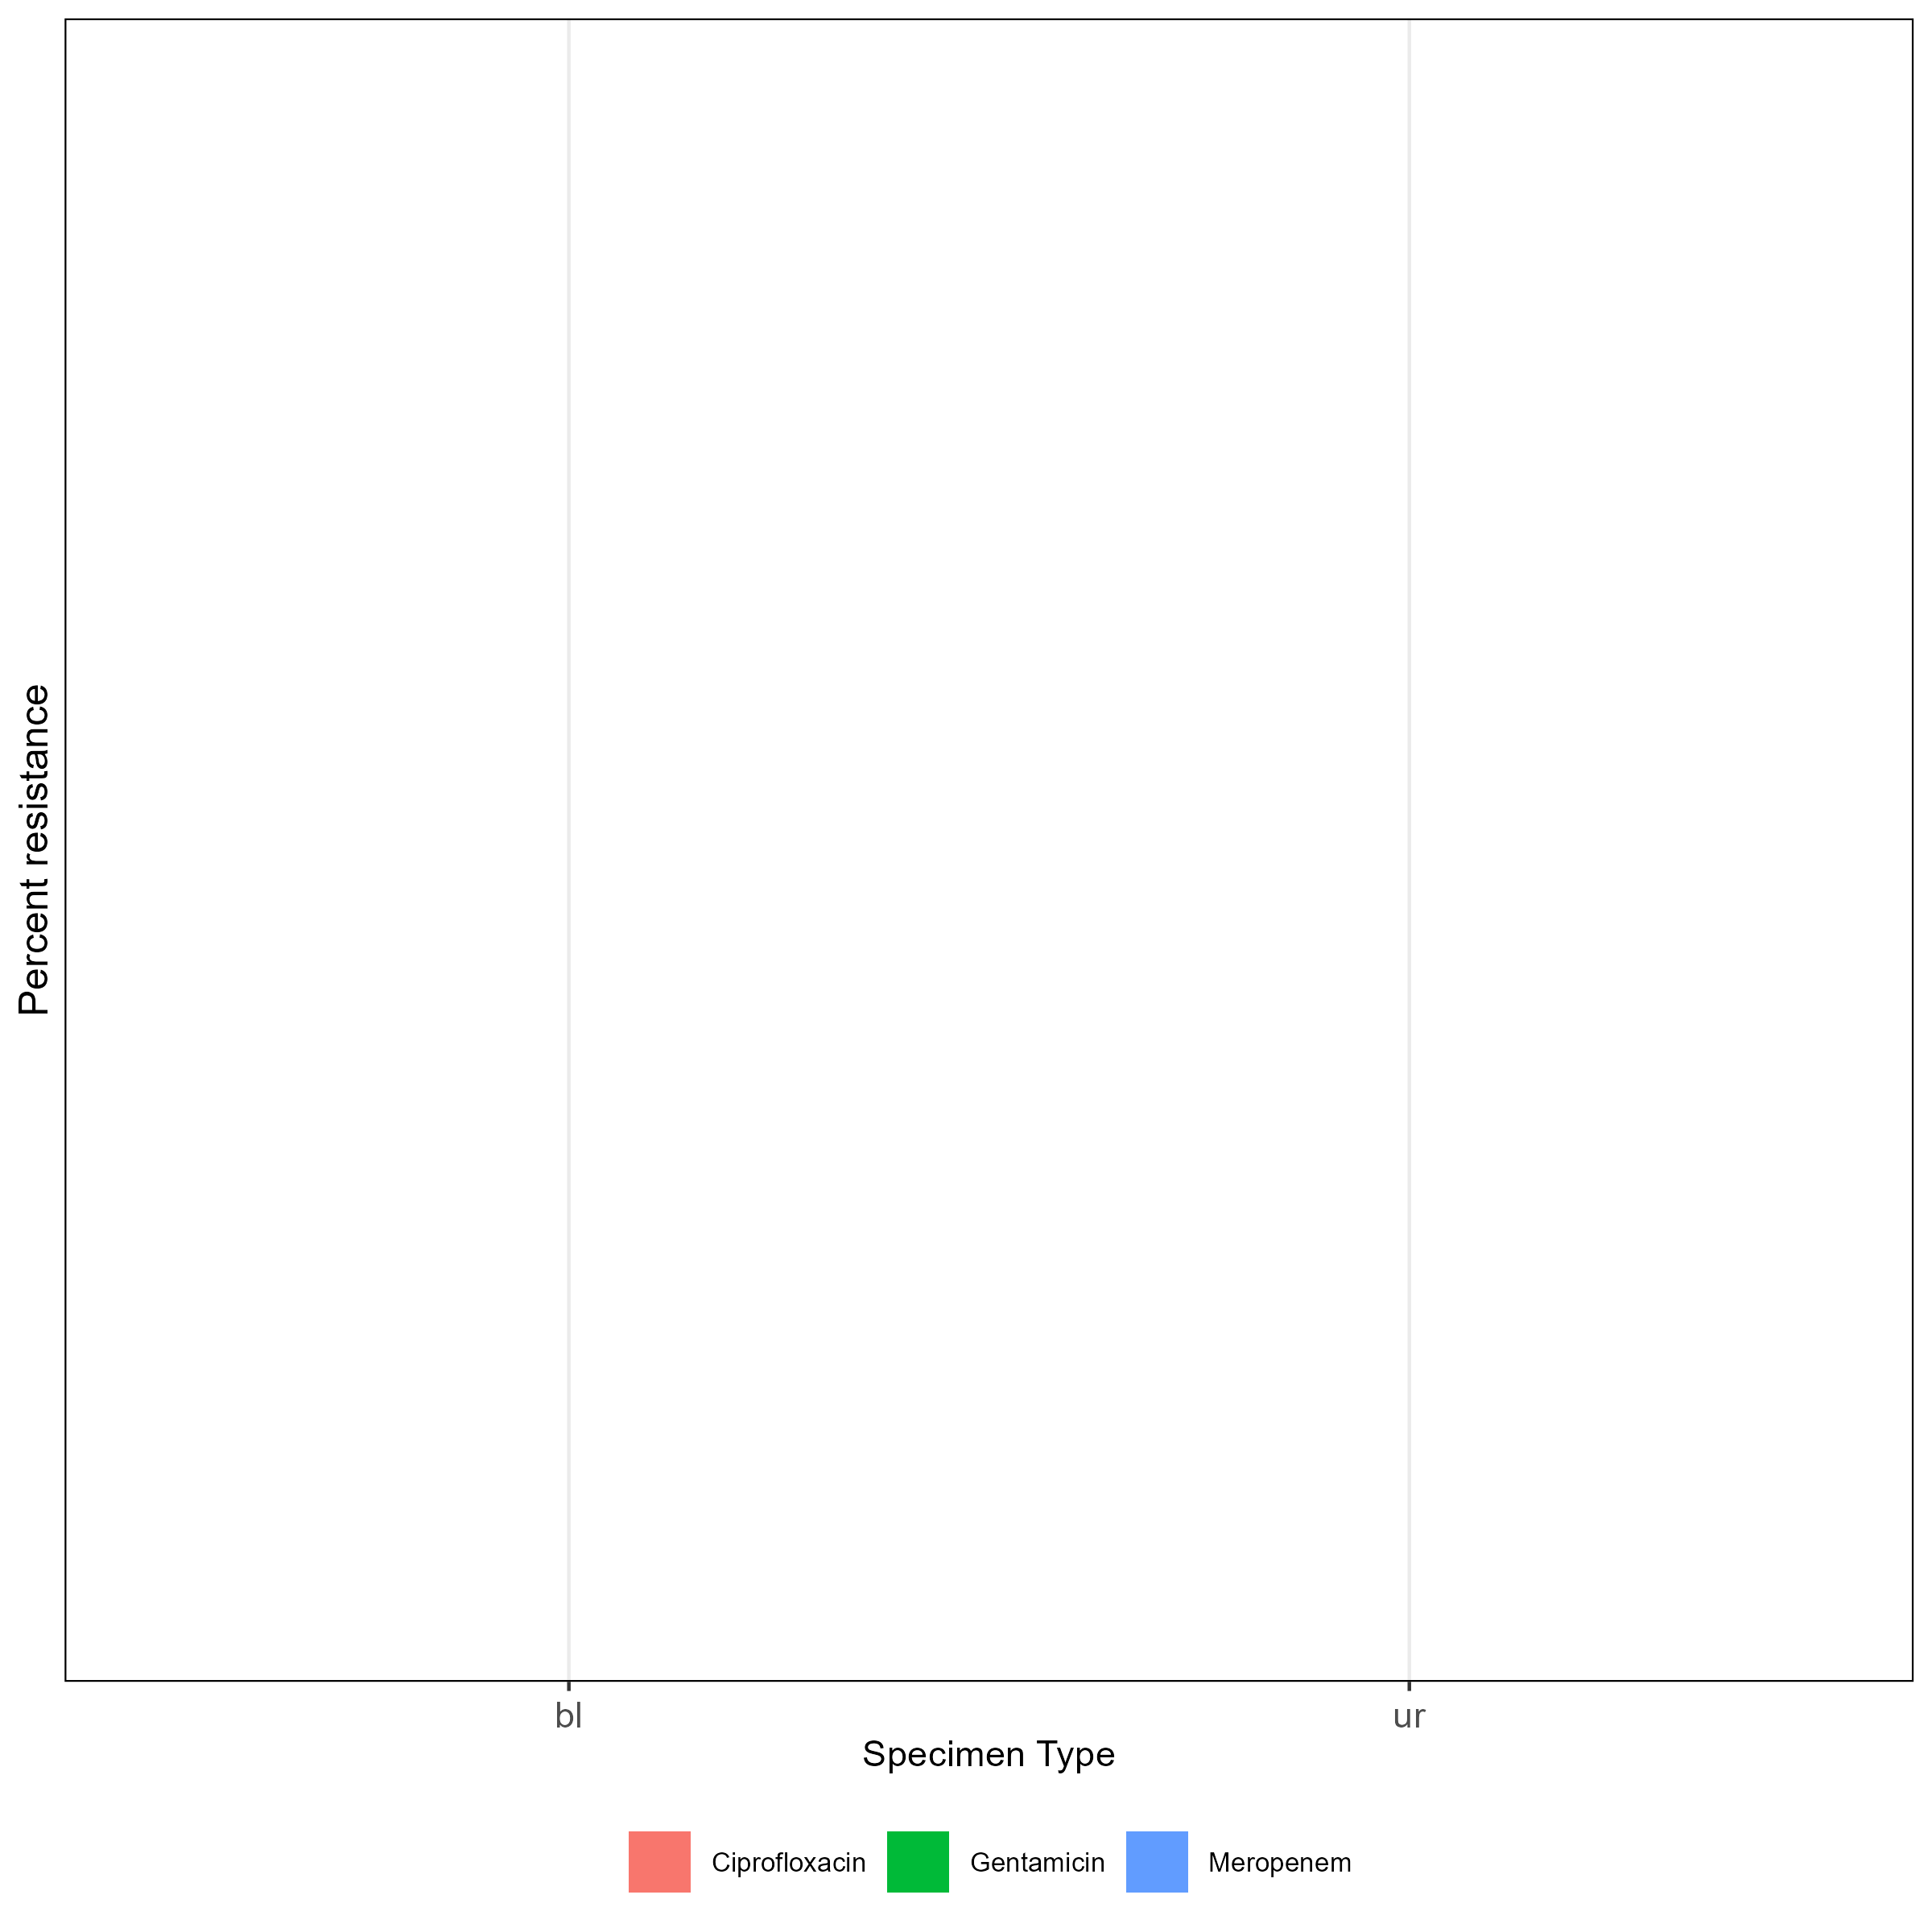 Percent resistance
bl
ur
Specimen Type
Ciprofloxacin
Gentamicin
Meropenem